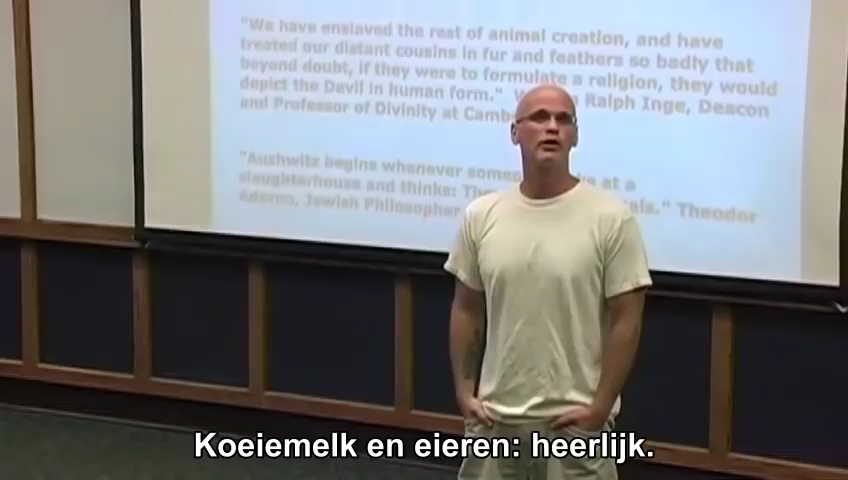 "We have enslaved the rest of animal creation, and have
treated our distant cousins in fur and feathers so badly that
beyond doubt, if they were to formulate a religion, they would
depict the Devil in human form." Ralph Inge, Deacon
and Professor of Divinity at
"Aushwitz begins whenever at a
slaughterhouse and thinks: Theodor
Adorno, Jewish Philosopher
Koeiemelk en eieren: heerlijk.